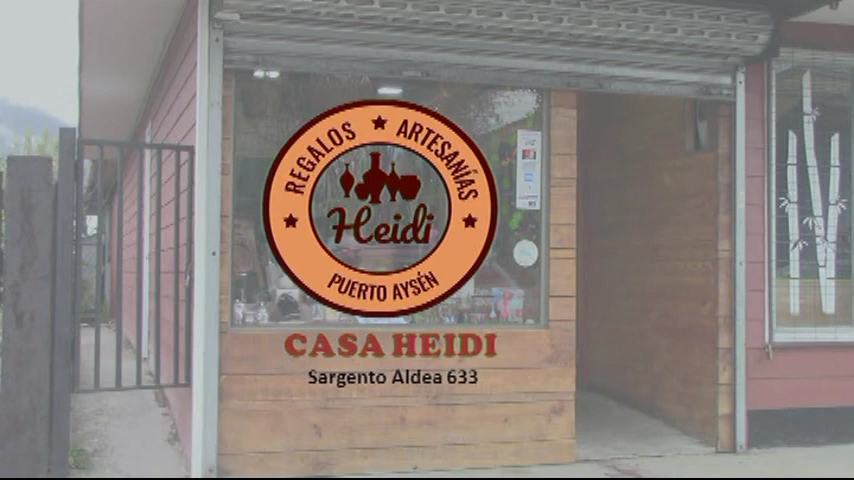 REGALOS ★ ARTESANÍAS
Heidi
PUERTO AYSÉN
CASA HEIDI
Sargento Aldea 633